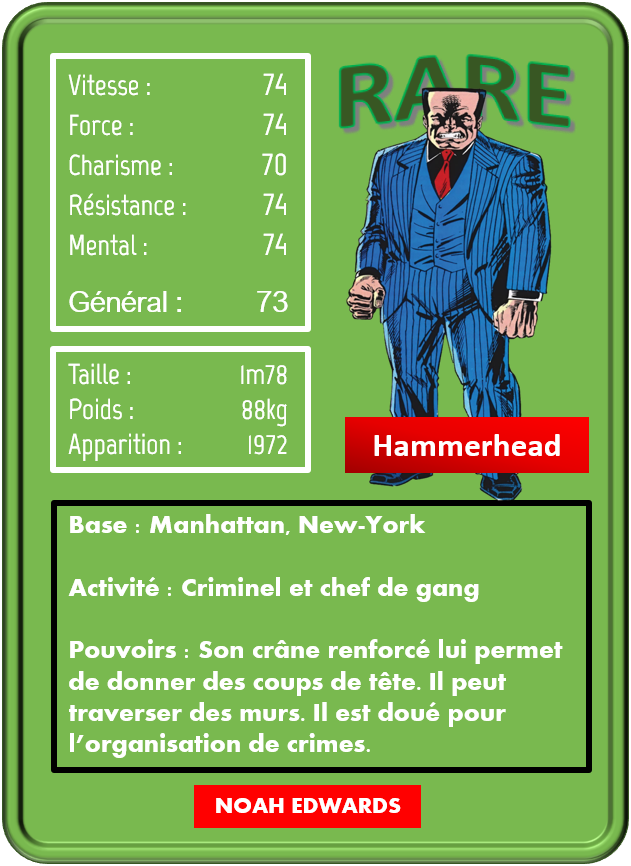 RARE
Vitesse : 74
Force : 74
Charisme : 70
Résistance : 74
Mental : 74
Général : 73
Taille : 1m78
Poids : 88kg
Apparition : 1972
Hammerhead
Base : Manhattan, New-York
Activité : Criminel et chef de gang
Pouvoirs : Son crâne renforcé lui permet
de donner des coups de tête. Il peut
traverser des murs. Il est doué pour
l’organisation de crimes.
NOAH EDWARDS